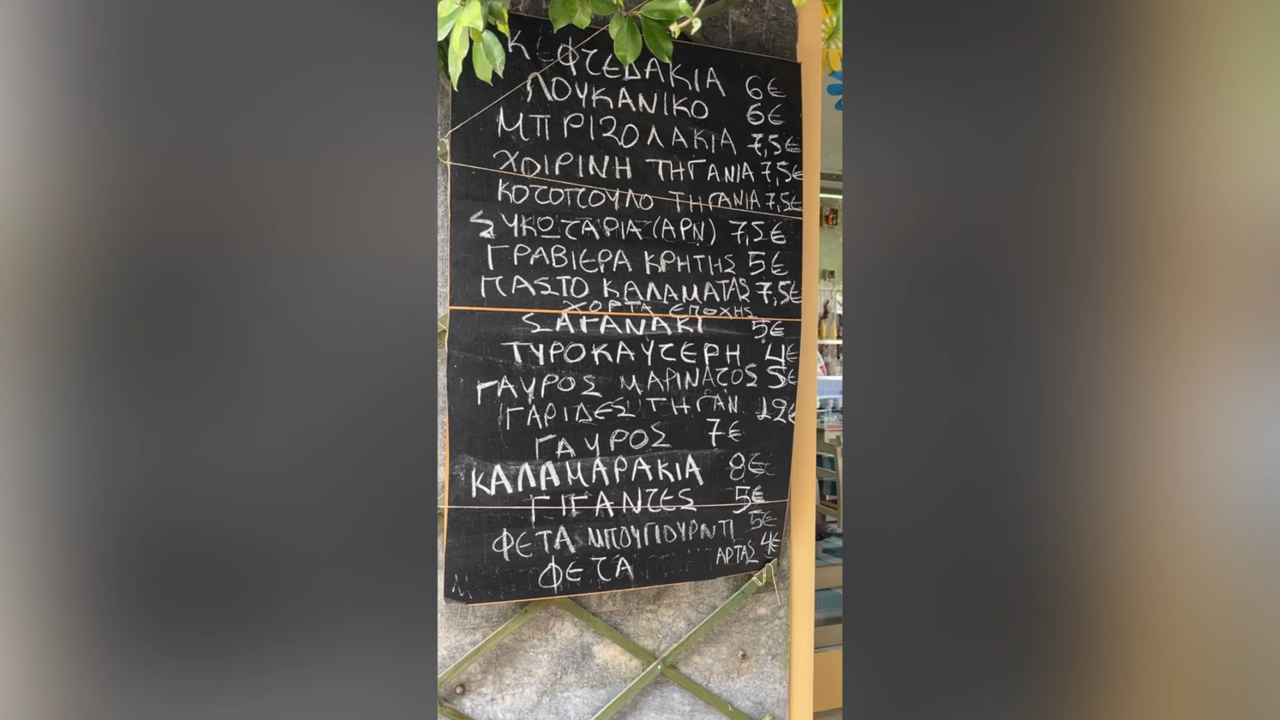 ΚΕΦΤΕΔΑΚΙΑ 6€
ΛΟΥΚΑΝΙΚΟ 6€
ΜΠΡΙΖΟΛΑΚΙΑ 7,5€
ΧΟΙΡΙΝΗ ΤΗΓΑΝΙΑ 7,5€
ΚΟΤΟΠΟΥΛΟ ΤΗΓΑΝΙΑ 7,5€
ΣΥΚΩΤΑΡΙΑ (ΑΡΝ) 7,5€
ΓΡΑΒΙΕΡΑ ΚΡΗΤΗΣ 5€
ΠΑΣΤΟ ΚΑΛΑΜΑΤΑΣ 7,5€
ΧΟΡΤΑ ΕΠΟΧΗΣ
ΣΑΓΑΝΑΚΙ 5€
ΤΥΡΟΚΑΥΤΕΡΗ 4€
ΓΑΥΡΟΣ ΜΑΡΙΝΑΤΟΣ 5€
ΓΑΡΙΔΕΣ ΤΗΓΑΝ. 12€
ΓΑΥΡΟΣ 7€
ΚΑΛΑΜΑΡΑΚΙΑ 8€
ΓΙΓΑΝΤΕΣ 5€
ΦΕΤΑ ΜΠΟΥΓΙΟΥΡΝΤΙ 5€
ΦΕΤΑ ΑΡΤΑΣ 4€